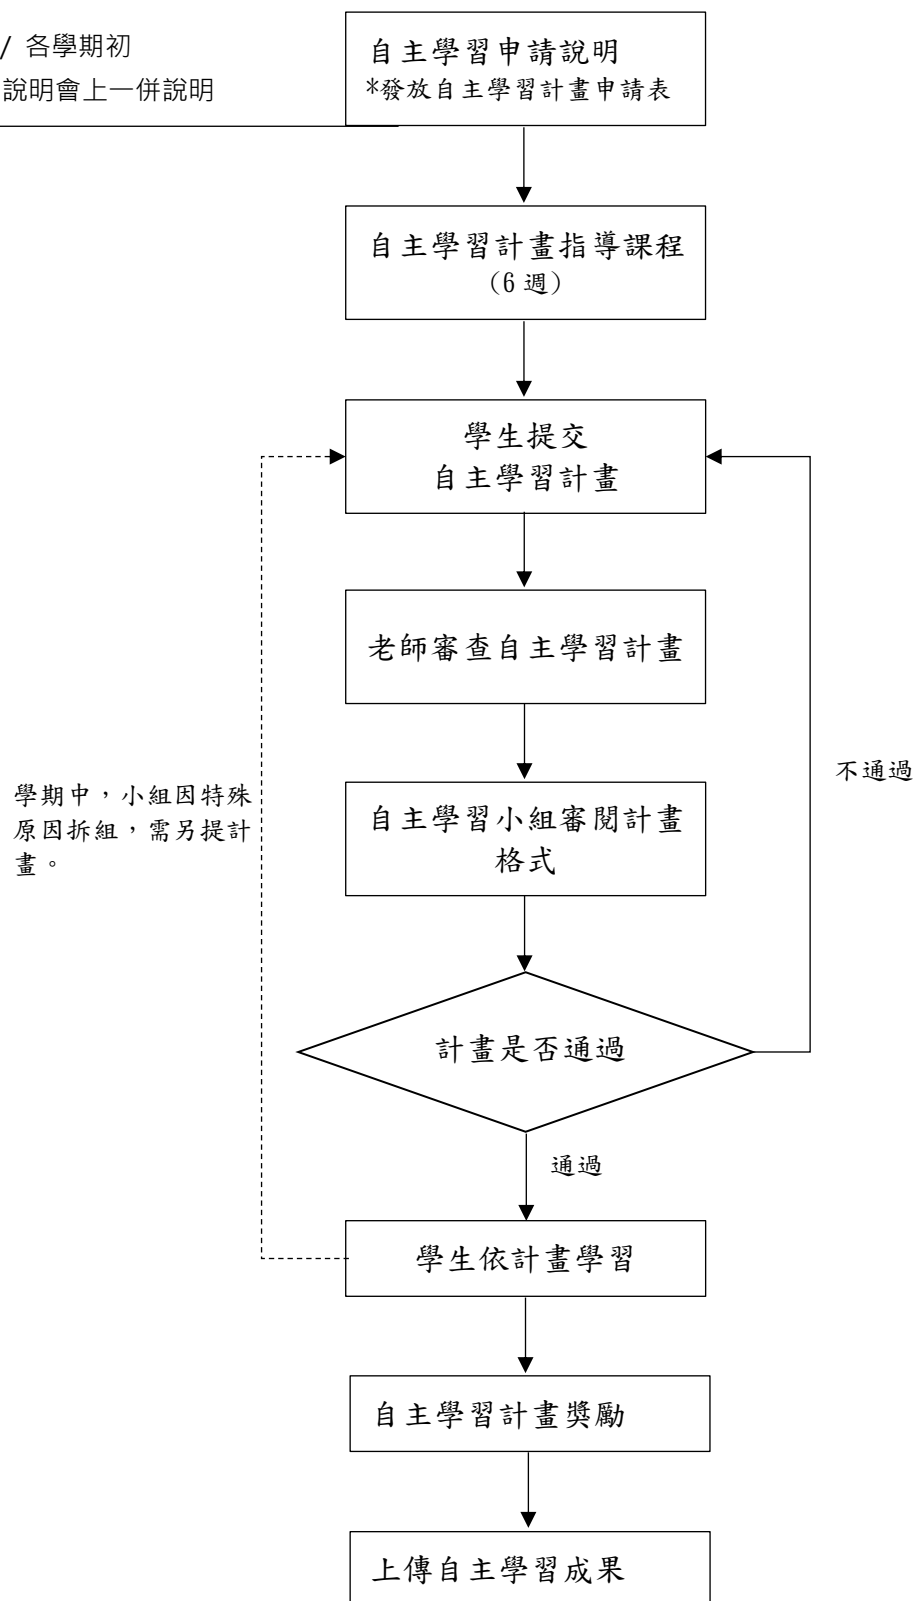 / 各學期初
說明會上一併說明
自主學習申請說明
*發放自主學習計畫申請表
自主學習計畫指導課程
(6 週)
學生提交
自主學習計畫
老師審查自主學習計畫
自主學習小組審閱計畫
格式
不通過
學期中，小組因特殊
原因拆組，需另提計
畫。
計畫是否通過
通過
學生依計畫學習
自主學習計畫獎勵
上傳自主學習成果